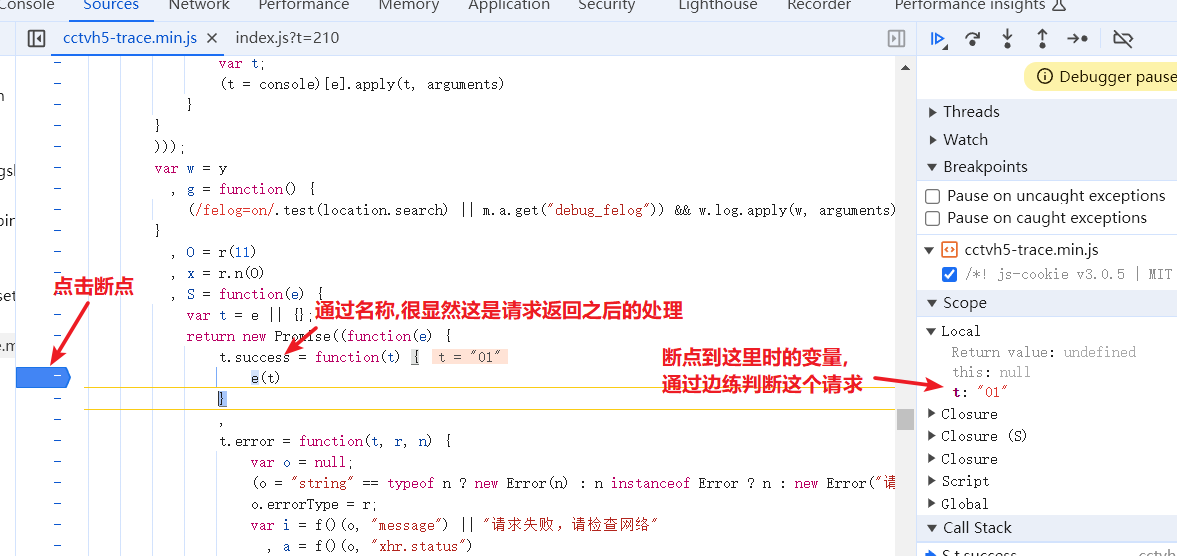 Console Sources Network Performance Memory Application Security Lighthouse Recorder Performance insights
cctvh5-trace.min.js × index.js?t=210
Debugger pause
var t;
(t = console)[e].apply(t, arguments)
}
}
)));
var w = y
, g = function() {
(/felog=on/.test(location.search) || m.a.get("debug_felog")) && w.log.apply(w, arguments)
}
, O = r(11)
, x = r.n(O)
, S = function(e) {
var t = e || {};
return new Promise((function(e) {
t.success = function(t) { t = "01"
e(t)
}
,
t.error = function(t, r, n) {
var o = null;
(o = "string" == typeof n ? new Error(n) : n instanceof Error ? n : new Error("请
o.errorType = r;
var i = f()(o, "message") || "请求失败，请检查网络"
, a = f()(o, "xhr.status")
点击断点
通过名称,很显然这是请求返回之后的处理
断点到这里时的变量,
通过边练判断这个请求
Threads
Watch
Breakpoints
Pause on uncaught exceptions
Pause on caught exceptions
cctvh5-trace.min.js
/*! js-cookie v3.0.5 | MIT
Scope
Local
Return value: undefined
this: null
t: "01"
Closure
Closure (S)
Closure
Script
Global
Call Stack
S.t.success